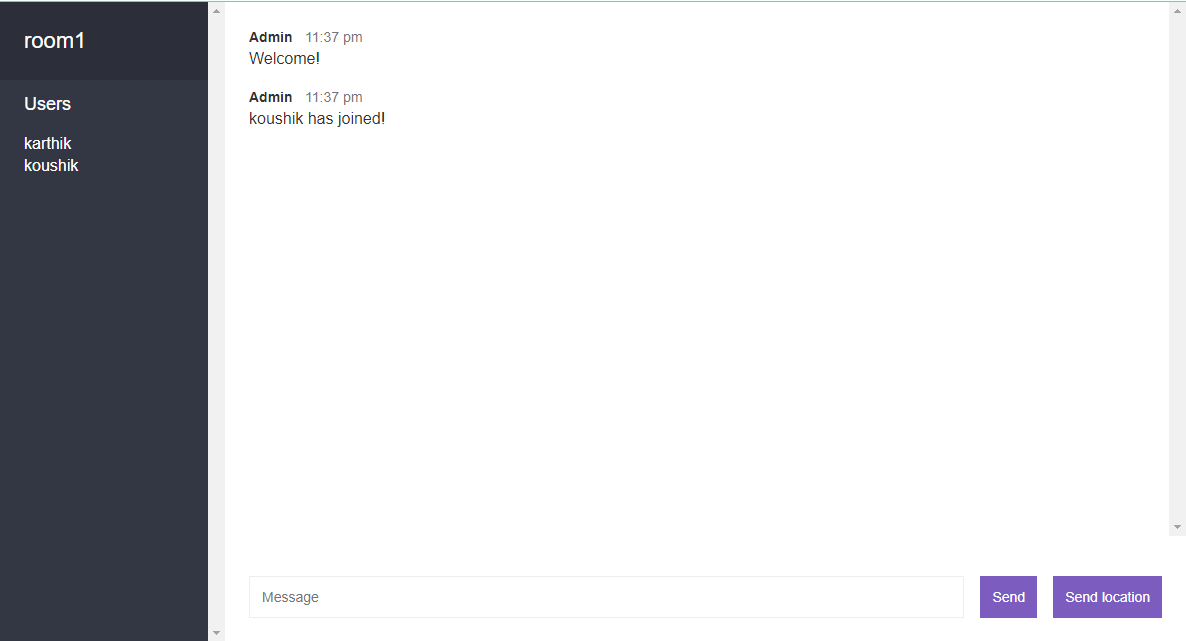 room1
Users
karthik
koushik
Admin 11:37 pm
Welcome!
Admin 11:37 pm
koushik has joined!
Message
Send
Send location